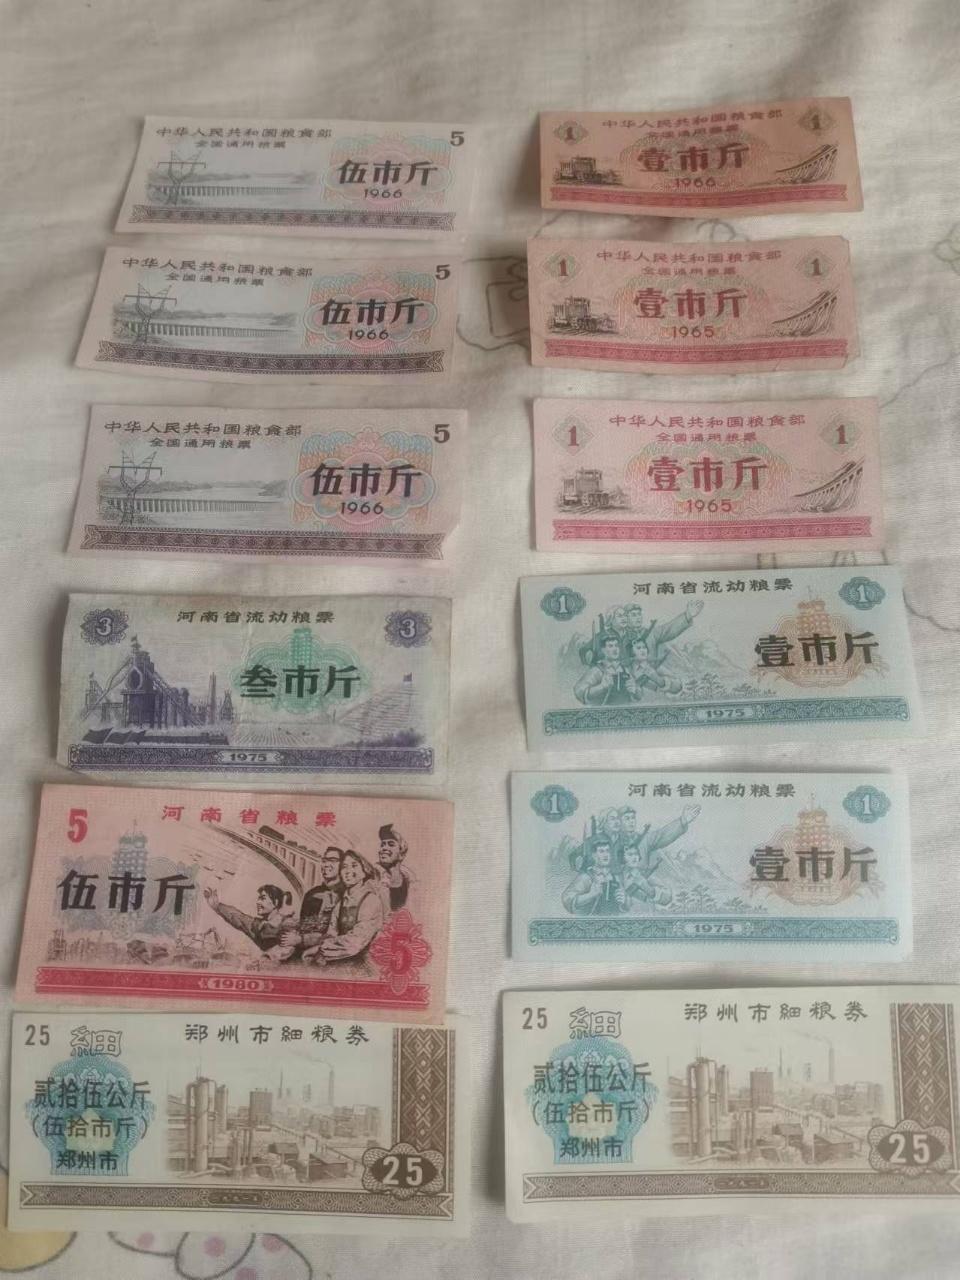 中华人民共和国粮食部
全国通用粮票
5
伍市斤
1966
1
中华人民共和国粮食部
1
全国通用粮票
壹市斤
1966
中华人民共和国粮食部
全国通用粮票
5
伍市斤
1966
1
中华人民共和国粮食部
1
全国通用粮票
壹市斤
1965
中华人民共和国粮食部
全国通用粮票
5
伍市斤
1966
1
中华人民共和国粮食部
1
全国通用粮票
壹市斤
1965
3
河南省流动粮票
3
叁市斤
1975
1
河南省流动粮票
1
壹市斤
1975
5
河南省粮票
伍市斤
5
1980
1
河南省流动粮票
1
壹市斤
1975
25
細
郑州市細粮券
贰拾伍公斤
(伍拾市斤)
郑州市
25
25
細
郑州市細粮券
贰拾伍公斤
(伍拾市斤)
郑州市
25